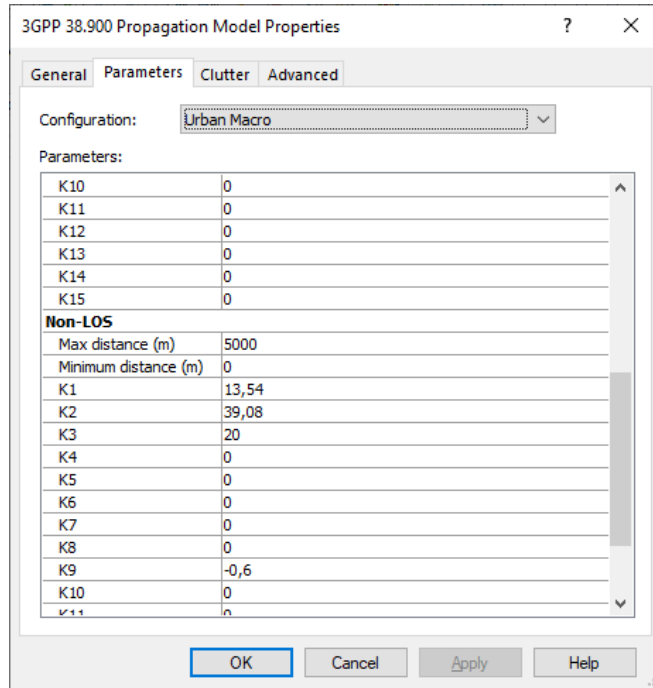 3GPP 38.900 Propagation Model Properties ? ✕
General Parameters Clutter Advanced
Configuration: Urban Macro
Parameters:
K10 0
K11 0
K12 0
K13 0
K14 0
K15 0
Non-LOS
Max distance (m) 5000
Minimum distance (m) 0
K1 13,54
K2 39,08
K3 20
K4 0
K5 0
K6 0
K7 0
K8 0
K9 -0,6
K10 0
K11 0
OK Cancel Apply Help